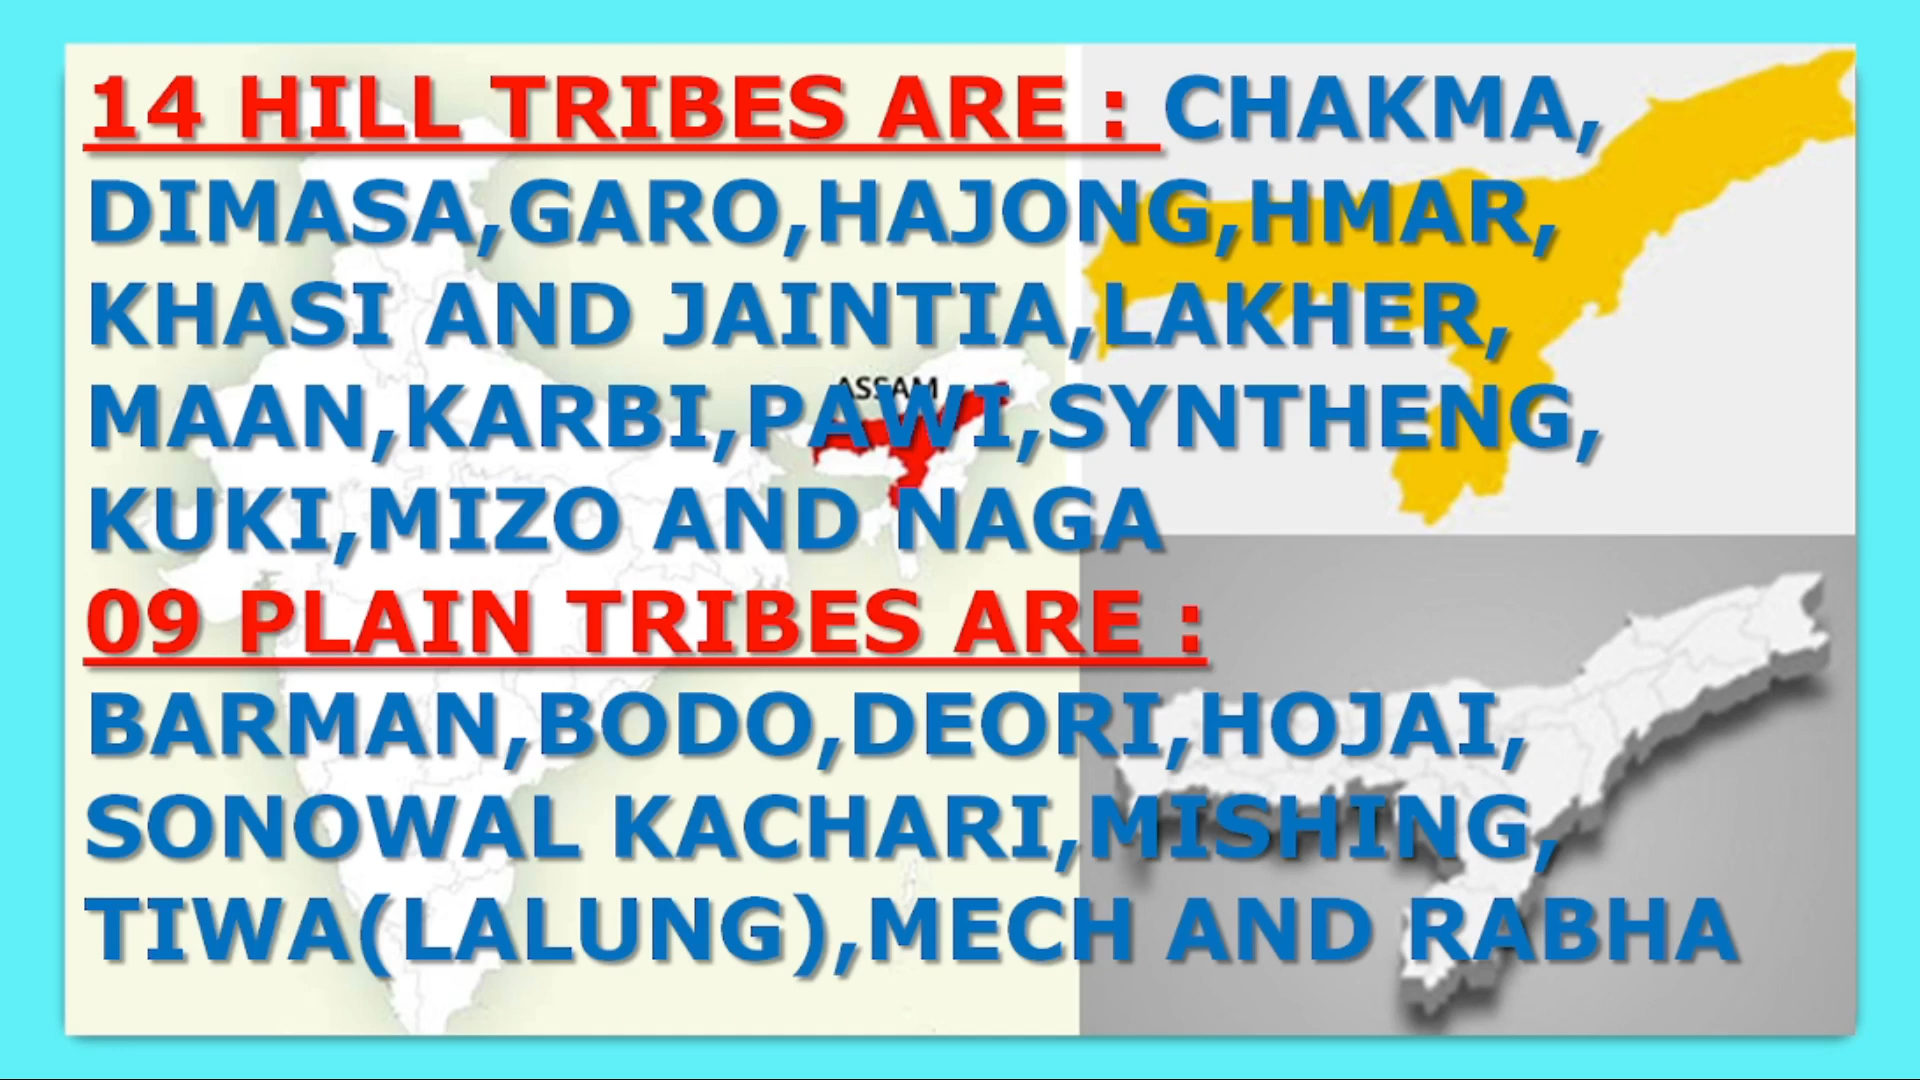 14 HILL TRIBES ARE : CHAKMA,
DIMASA,GARO,HAJONG,HMAR,
KHASI AND JAINTIA,LAKHER,
ASSAM
MAAN,KARBI,PAWI,SYNTHENG,
KUKI,MIZO AND NAGA
09 PLAIN TRIBES ARE :
BARMAN,BODO,DEORI,HOJAI,
SONOWAL KACHARI,MISHING,
TIWA(LALUNG),MECH AND RABHA